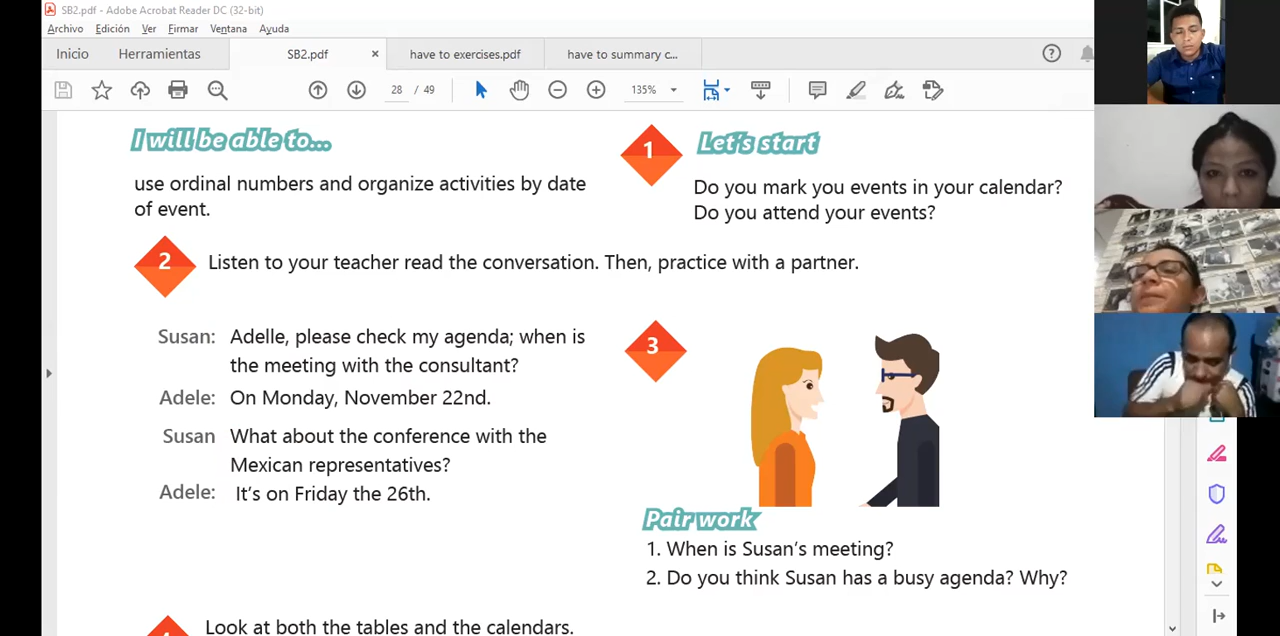 SB2.pdf - Adobe Acrobat Reader DC (32-bit)
Archivo Edición Ver Firmar Ventana Ayuda
Inicio Herramientas SB2.pdf × have to exercises.pdf have to summary c...
28 / 49 135%
I will be able to...
use ordinal numbers and organize activities by date
of event.
1 Let's start
Do you mark you events in your calendar?
Do you attend your events?
2 Listen to your teacher read the conversation. Then, practice with a partner.
Susan: Adelle, please check my agenda; when is
the meeting with the consultant?
Adele: On Monday, November 22nd.
Susan What about the conference with the
Mexican representatives?
Adele: It's on Friday the 26th.
3
Pair work
1. When is Susan's meeting?
2. Do you think Susan has a busy agenda? Why?
Look at both the tables and the calendars.